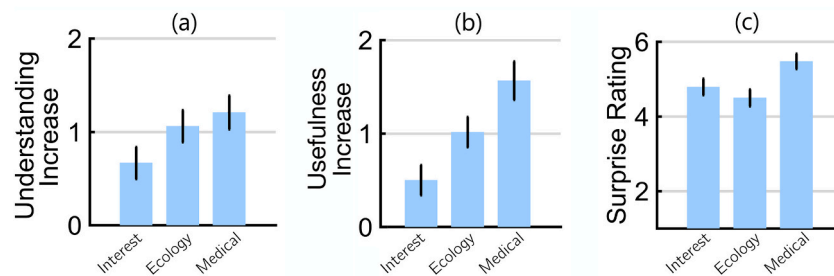 (a)
Understanding
Increase
2
1
0
Interest
Ecology
Medical
(b)
Usefulness
Increase
2
1
0
Interest
Ecology
Medical
(c)
Surprise Rating
6
4
2
Interest
Ecology
Medical